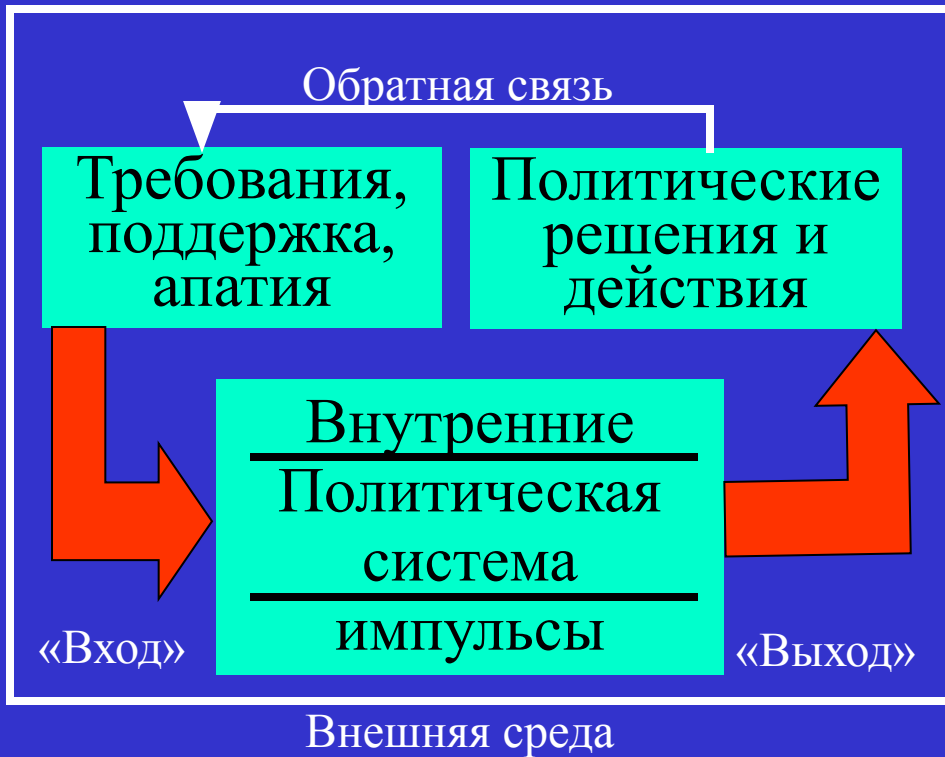 Обратная связь
Требования,
поддержка,
апатия
Политические
решения и
действия
Внутренние
Политическая
система
импульсы
«Вход»
«Выход»
Внешняя среда